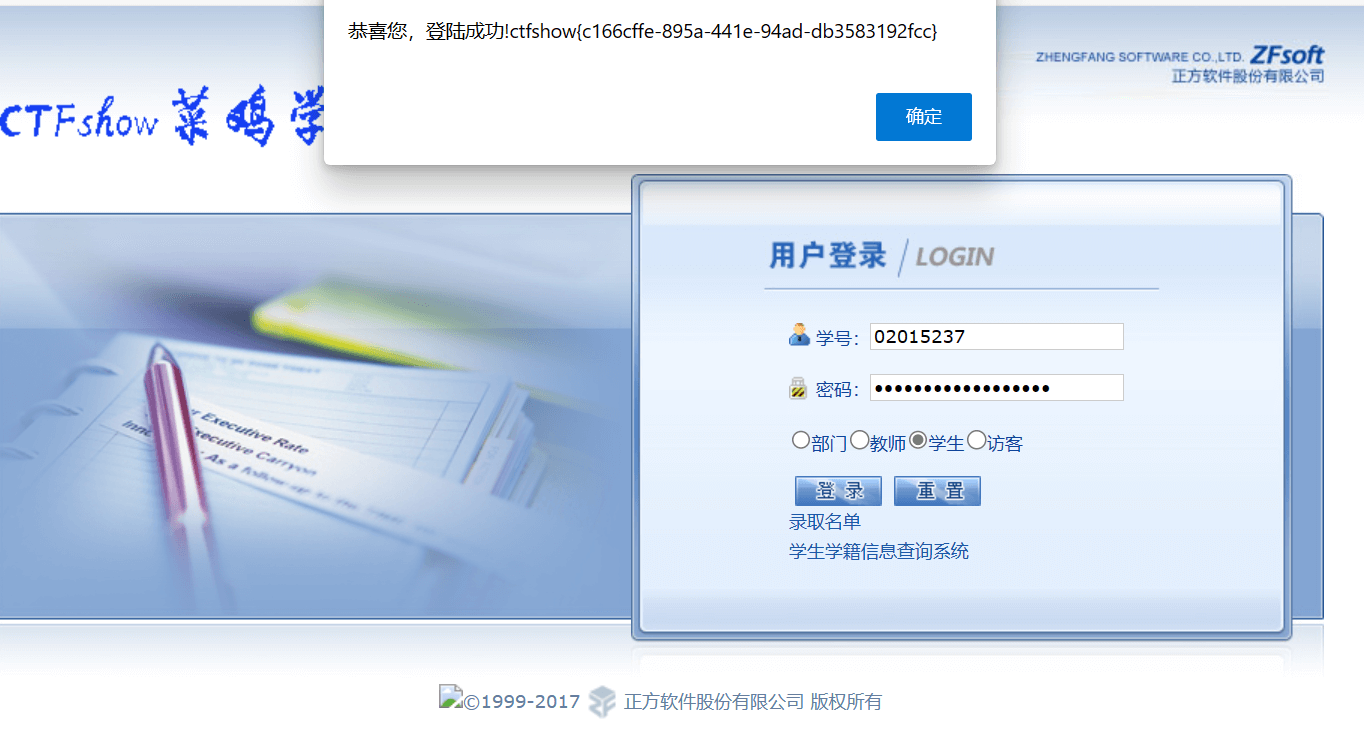 恭喜您，登陆成功!ctfshow{c166cffe-895a-441e-94ad-db3583192fcc}
确定
ZHENGFANG SOFTWARE CO.,LTD. ZFsoft
正方软件股份有限公司
CTFshow 菜鸡学
用户登录 / LOGIN
学号: 02015237
密码: ••••••••••••••••••
部门 教师 学生 访客
登 录 重 置
录取名单
学生学籍信息查询系统
er Executive Rate
Executive Carryon
As a follow-up to the
©1999-2017 正方软件股份有限公司 版权所有